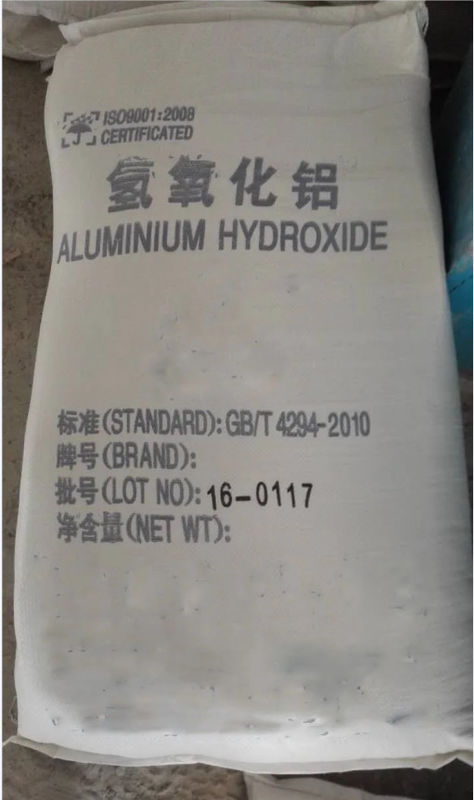 ISO9001:2008
CERTIFICATED
氢氧化铝
ALUMINIUM HYDROXIDE
标准(STANDARD):GB/T 4294-2010
牌号(BRAND):
批号(LOT NO):16-0117
净含量(NET WT):